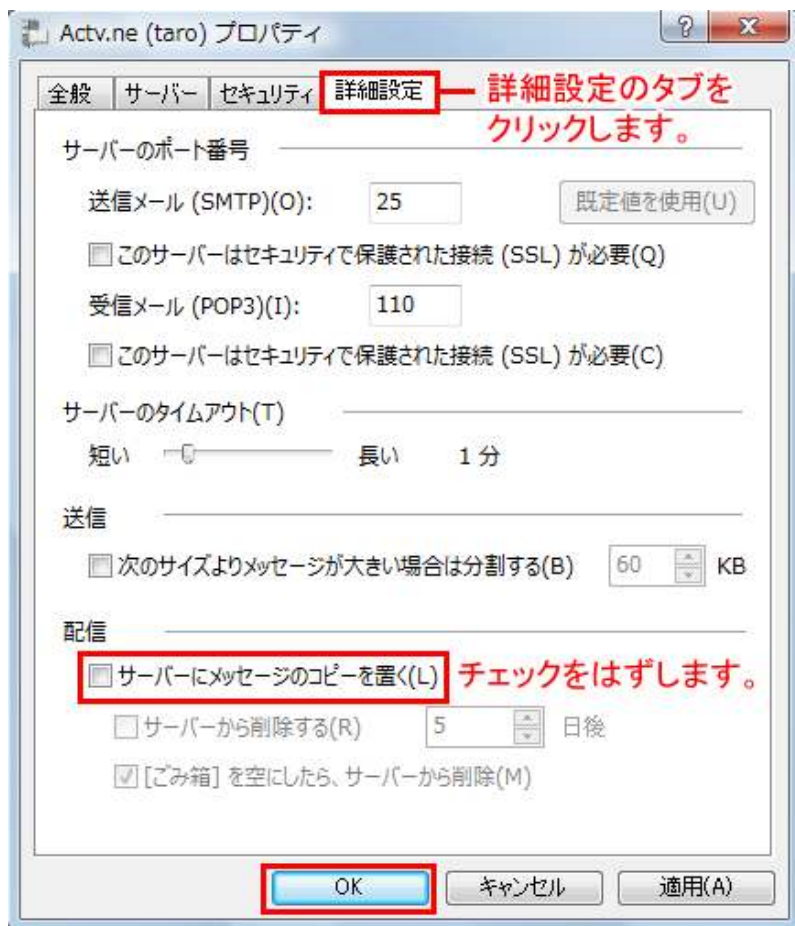 Actv.ne (taro) プロパティ
全般 サーバー セキュリティ 詳細設定
詳細設定のタブを
クリックします。
サーバーのポート番号
送信メール (SMTP)(O): 25 既定値を使用(U)
このサーバーはセキュリティで保護された接続 (SSL) が必要(Q)
受信メール (POP3)(I): 110
このサーバーはセキュリティで保護された接続 (SSL) が必要(C)
サーバーのタイムアウト(T)
短い 長い 1 分
送信
次のサイズよりメッセージが大きい場合は分割する(B) 60 KB
配信
サーバーにメッセージのコピーを置く(L) チェックをはずします。
サーバーから削除する(R) 5 日後
[ごみ箱] を空にしたら、サーバーから削除(M)
OK キャンセル 適用(A)